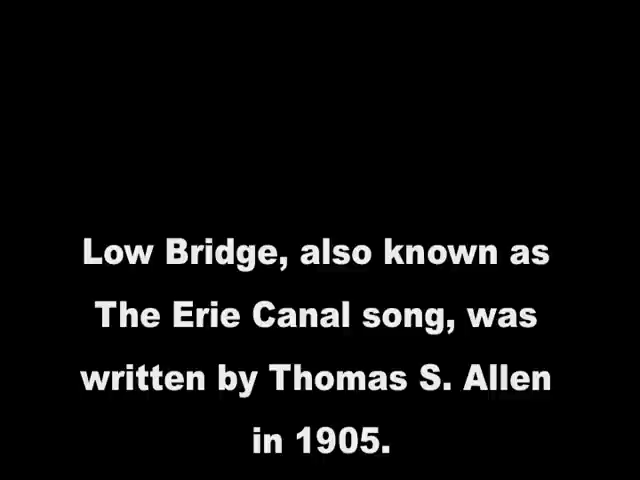 Low Bridge, also known as
The Erie Canal song, was
written by Thomas S. Allen
in 1905.